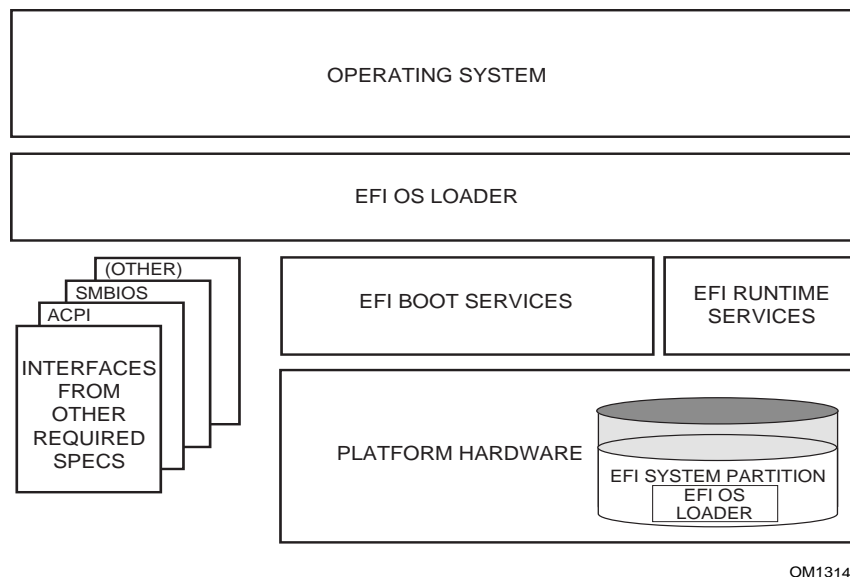 OPERATING SYSTEM
EFI OS LOADER
(OTHER)
SMBIOS
ACPI
INTERFACES
FROM
OTHER
REQUIRED
SPECS
EFI BOOT SERVICES
EFI RUNTIME
SERVICES
PLATFORM HARDWARE
EFI SYSTEM PARTITION
EFI OS
LOADER
OM1314